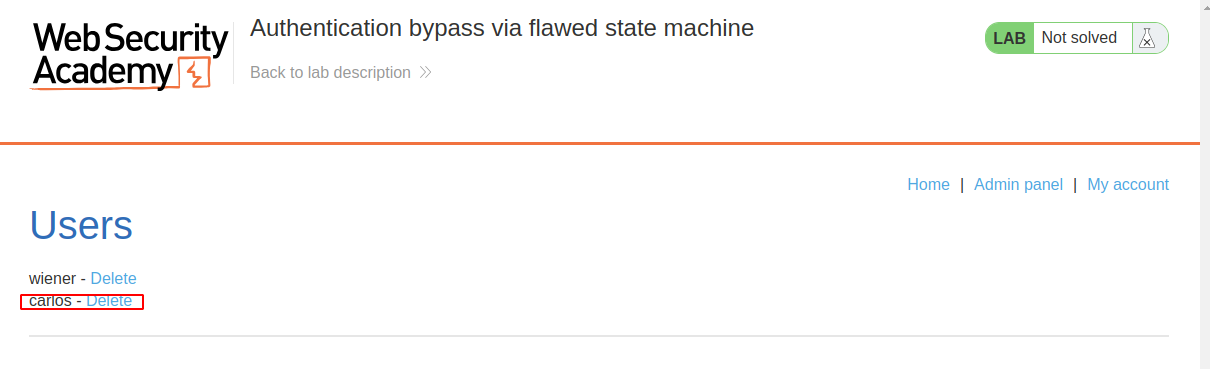 Web Security
Academy
Authentication bypass via flawed state machine
Back to lab description
LAB Not solved
Home | Admin panel | My account
Users
wiener - Delete
carlos - Delete